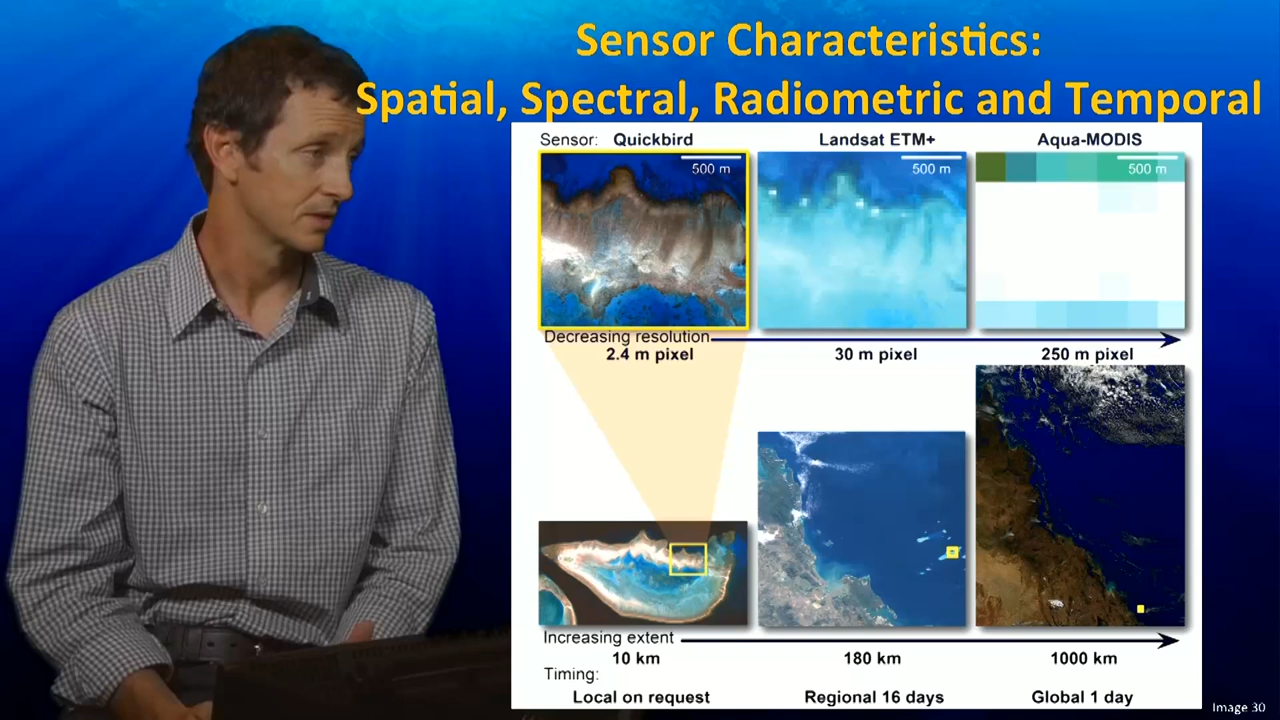 Sensor Characteristics:
Spatial, Spectral, Radiometric and Temporal
Sensor: Quickbird Landsat ETM+ Aqua-MODIS
500 m 500 m 500 m
Decreasing resolution
2.4 m pixel 30 m pixel 250 m pixel
Increasing extent
10 km 180 km 1000 km
Timing:
Local on request Regional 16 days Global 1 day
Image 30